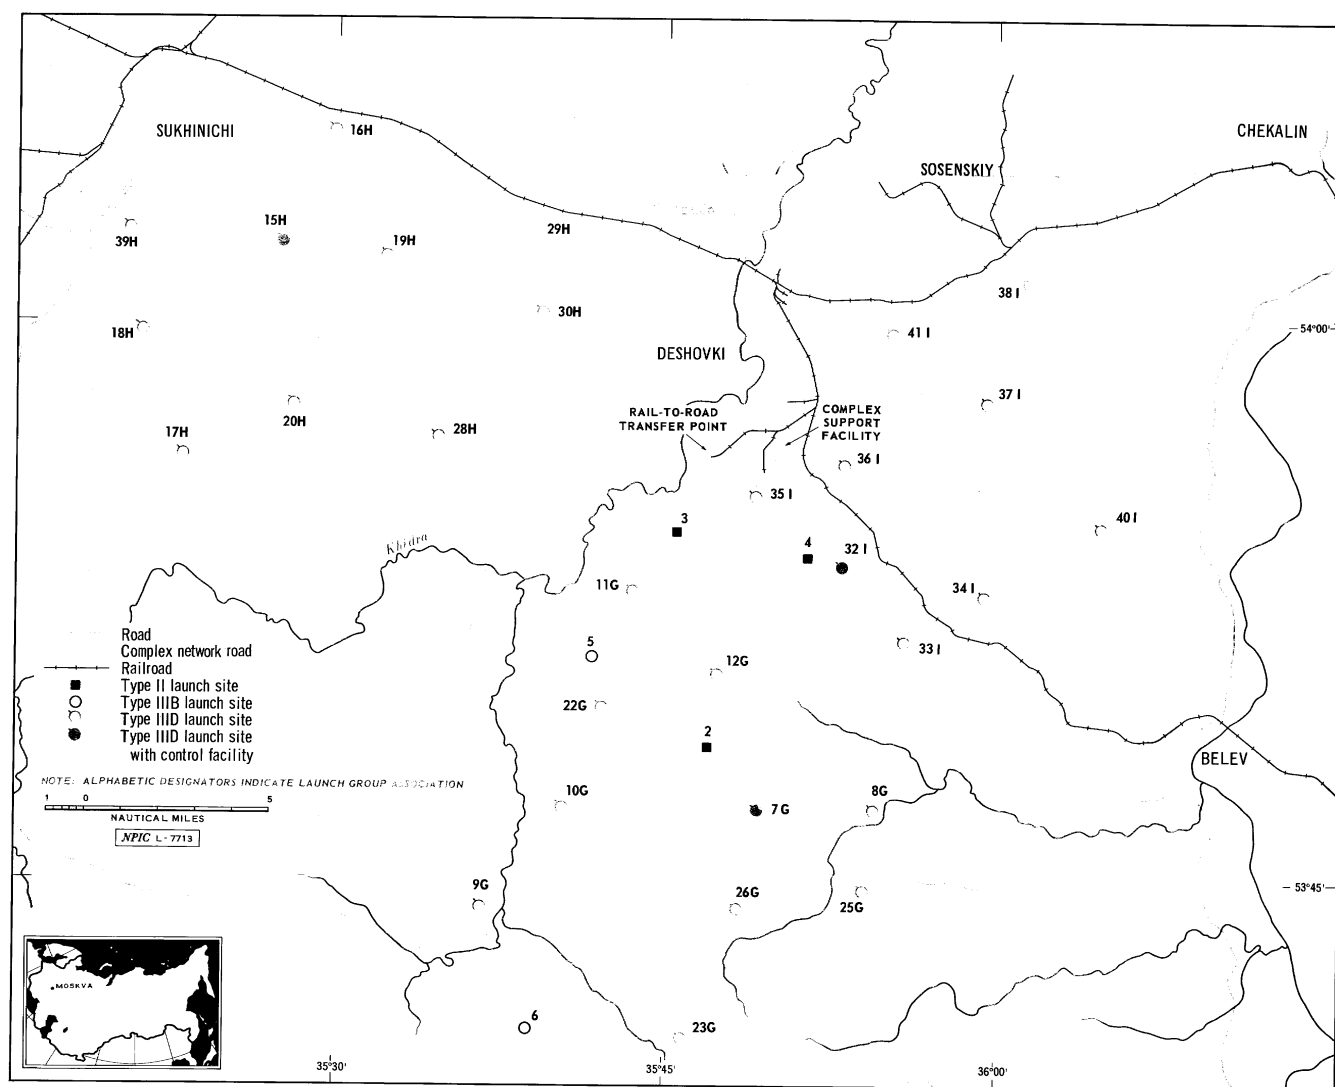 SUKHINICHI
16H
CHEKALIN
SOSENSKIY
15H
39H
19H
29H
38 I
18H
30H
41 I
54°00'
DESHOVKI
37 I
20H
RAIL-TO-ROAD
TRANSFER POINT
COMPLEX
SUPPORT
FACILITY
17H
28H
36 I
35 I
3
40 I
4
32 I
Khidra
11G
34 I
5
33 I
12G
22G
2
Road
Complex network road
Railroad
Type II launch site
Type IIIB launch site
Type IIID launch site
Type IIID launch site
with control facility
BELEV
NOTE: ALPHABETIC DESIGNATORS INDICATE LAUNCH GROUP ASSOCIATION
1 0 5
NAUTICAL MILES
NPIC L-7713
10G
7G
8G
9G
26G
25G
53°45'
MOSKVA
6
23G
35°30'
35°45'
36°00'